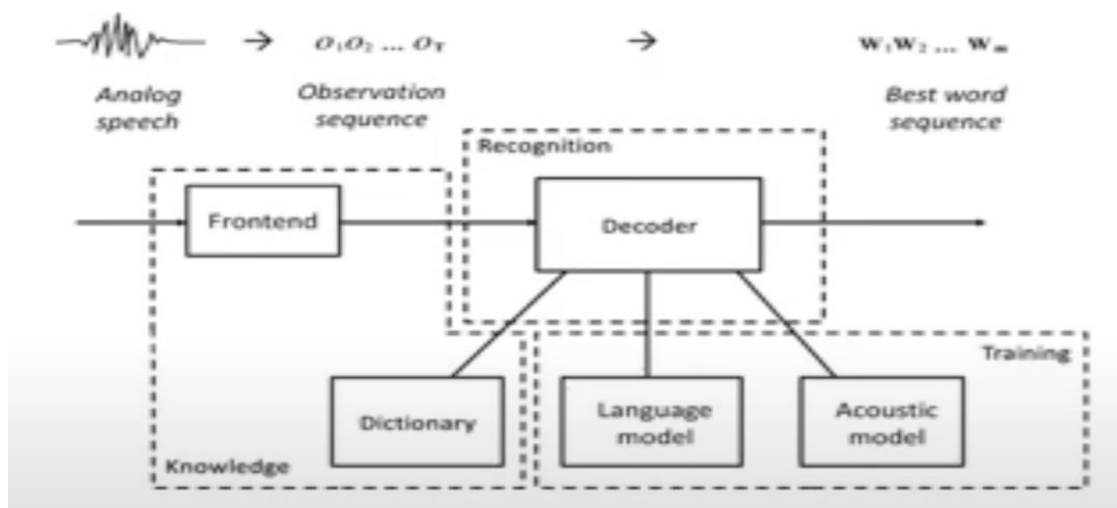 O₁O₂ ... O_T
W₁W₂ ... W_m
Analog
speech
Observation
sequence
Best word
sequence
Recognition
Frontend
Decoder
Training
Dictionary
Language
model
Acoustic
model
Knowledge